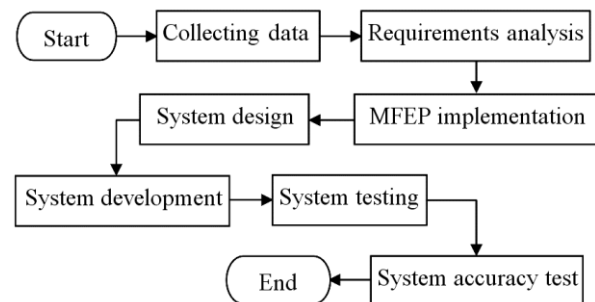 Start
Collecting data
Requirements analysis
MFEP implementation
System design
System development
System testing
System accuracy test
End